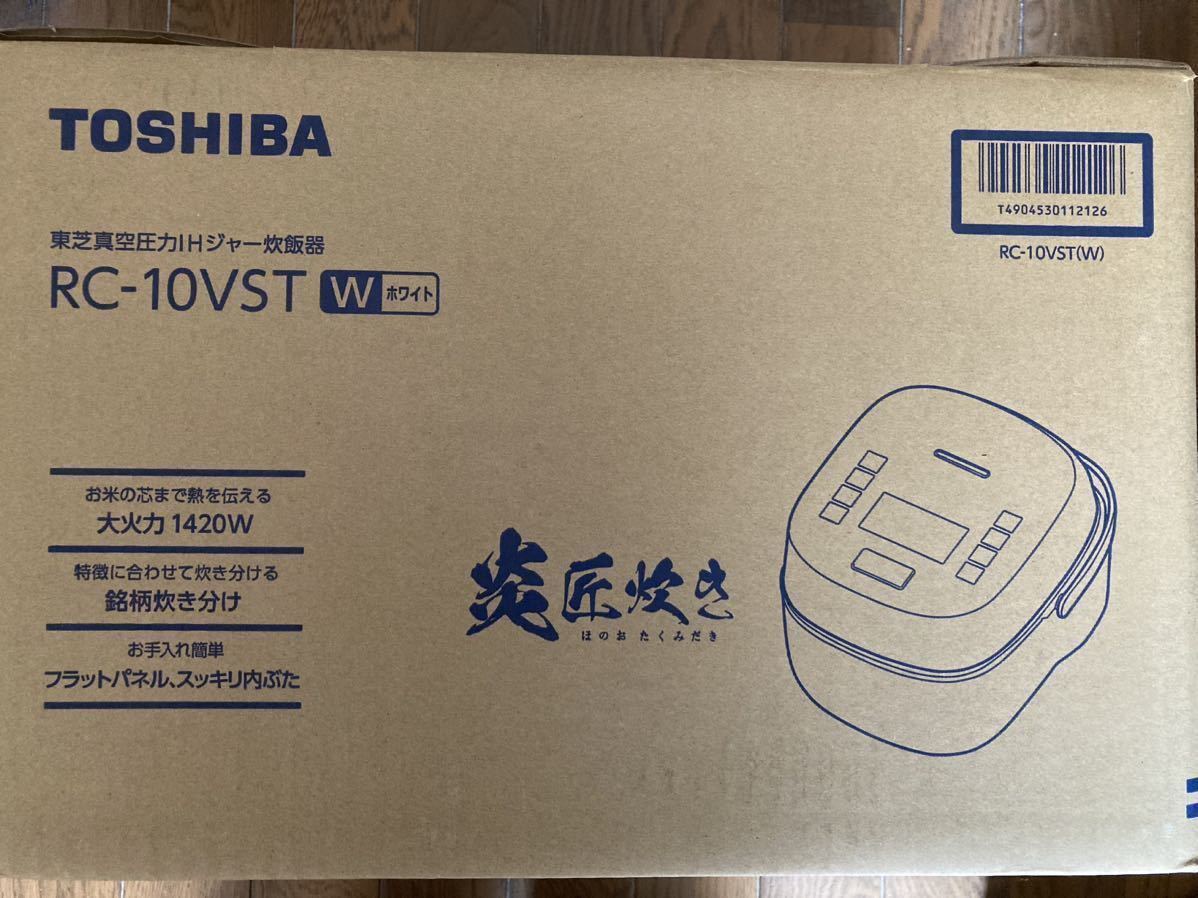 TOSHIBA
東芝真空圧力IHジャー炊飯器
RC-10VST W ホワイト
T4904530112126
RC-10VST(W)
お米の芯まで熱を伝える
大火力 1420W
特徴に合わせて炊き分ける
銘柄炊き分け
お手入れ簡単
フラットパネル、スッキリ内ぶた
炎 匠炊き
ほのお たくみだき